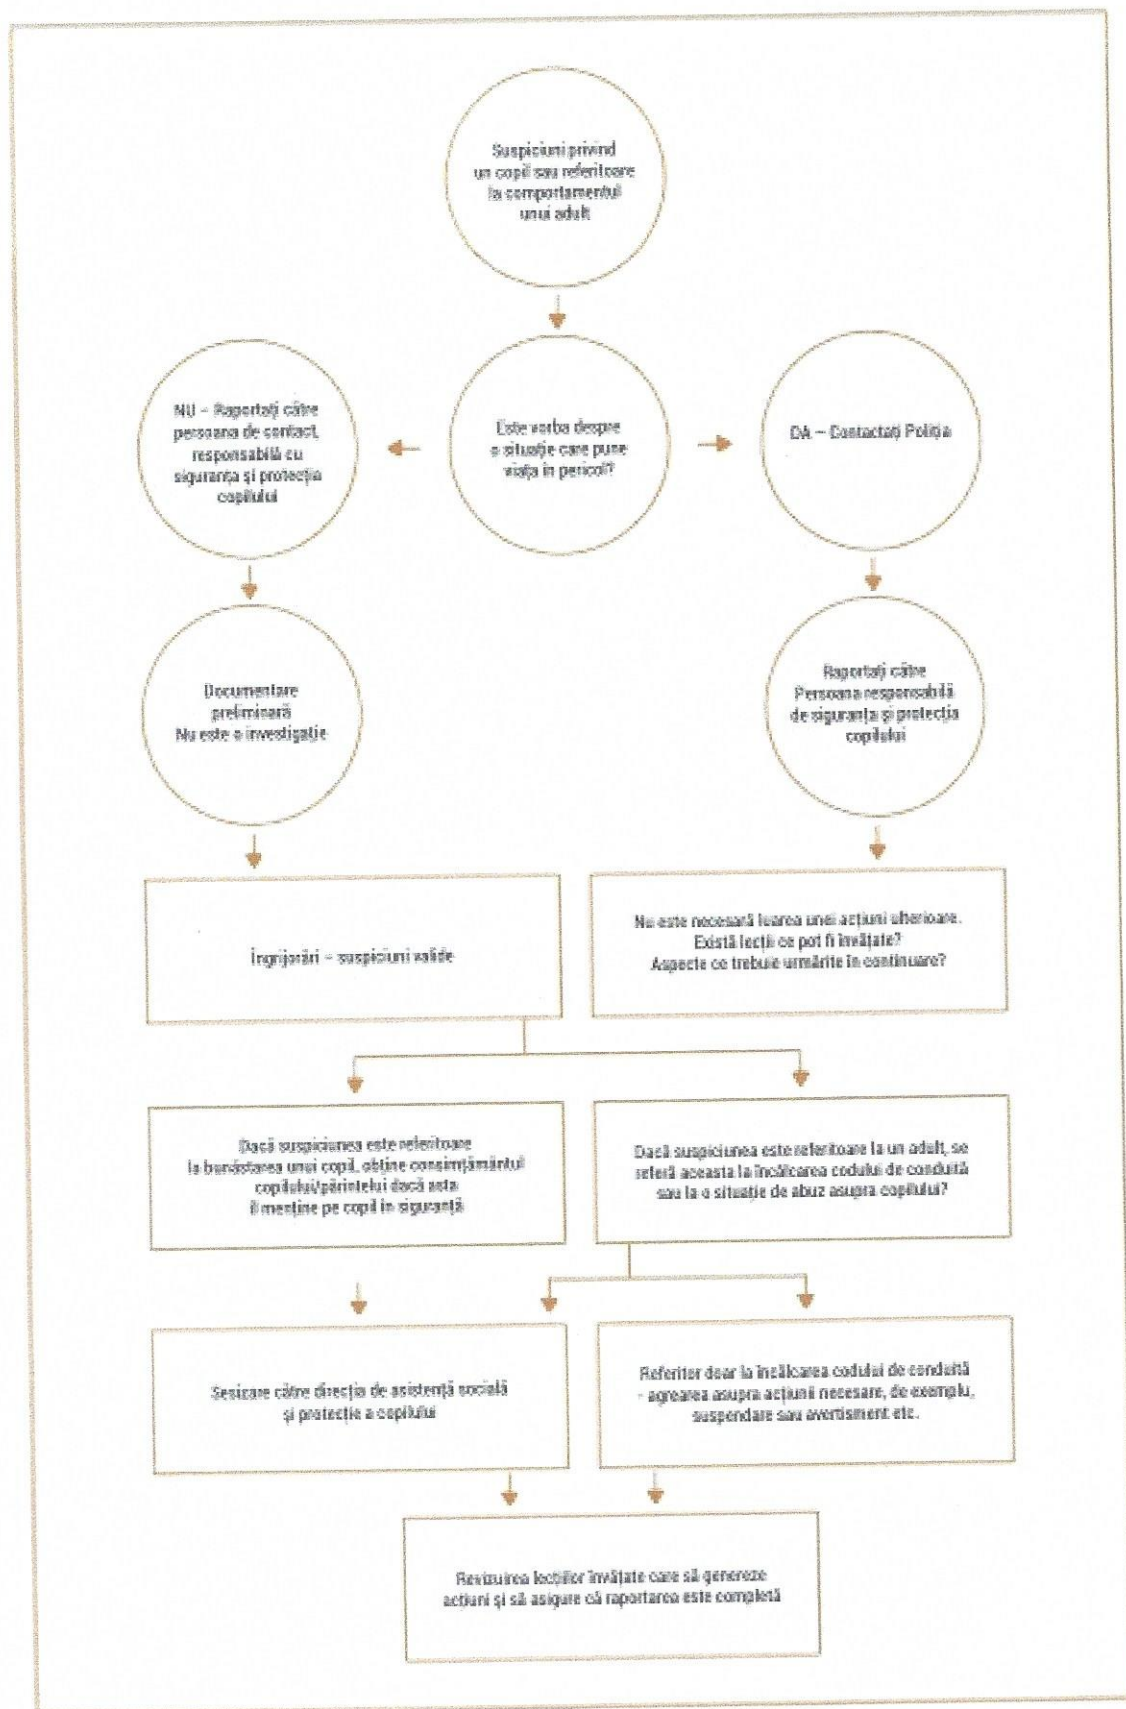 Suspiciuni privind
un copil sau referitoare
la comportamentul
unui adult
NU – Raportați către
persoana de contact,
responsabilă cu
siguranța și protecția
copilului
Este vorba despre
o situație care pune
viața în pericol?
DA – Contactați Poliția
Documentare
preliminară
Nu este o investigație
Raportați către
Persoana responsabilă
de siguranța și protecția
copilului
Îngrijorări – suspiciuni valide
Nu este necesară luarea unei acțiuni ulterioare.
Există lecții ce pot fi învățate?
Aspecte ce trebuie urmărite în continuare?
Dacă suspiciunea este referitoare
la bunăstarea unui copil, obține consimțământul
copilului/părintelui dacă asta
îl menține pe copil în siguranță
Dacă suspiciunea este referitoare la un adult, se
referă aceasta la încălcarea codului de conduită
sau la o situație de abuz asupra copilului?
Sesizare către direcția de asistență socială
și protecție a copilului
Referitor doar la încălcarea codului de conduită
- agrearea asupra acțiunii necesare, de exemplu,
suspendare sau avertisment etc.
Revizuirea lecțiilor învățate care să genereze
acțiuni și să asigure că raportarea este completă